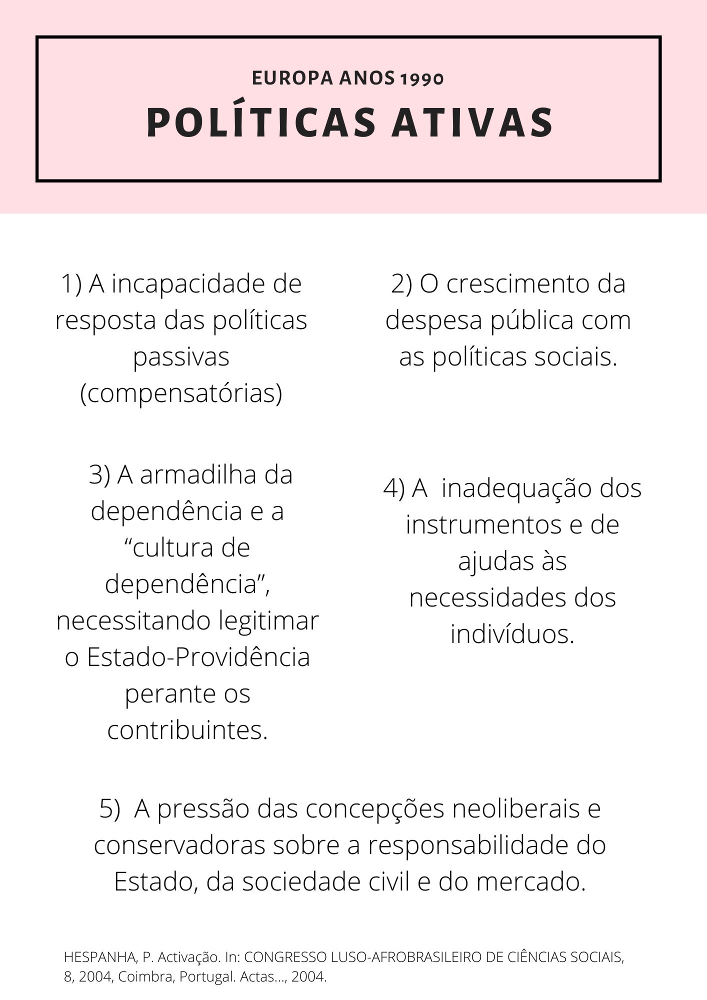 EUROPA ANOS 1990
POLÍTICAS ATIVAS
1) A incapacidade de
resposta das políticas
passivas
(compensatórias)
2) O crescimento da
despesa pública com
as políticas sociais.
3) A armadilha da
dependência e a
“cultura de
dependência”,
necessitando legitimar
o Estado-Providência
perante os
contribuintes.
4) A  inadequação dos
instrumentos e de
ajudas às
necessidades dos
indivíduos.
5)  A pressão das concepções neoliberais e
conservadoras sobre a responsabilidade do
Estado, da sociedade civil e do mercado.
HESPANHA, P. Activação. In: CONGRESSO LUSO-AFROBRASILEIRO DE CIÊNCIAS SOCIAIS,
8, 2004, Coimbra, Portugal. Actas..., 2004.